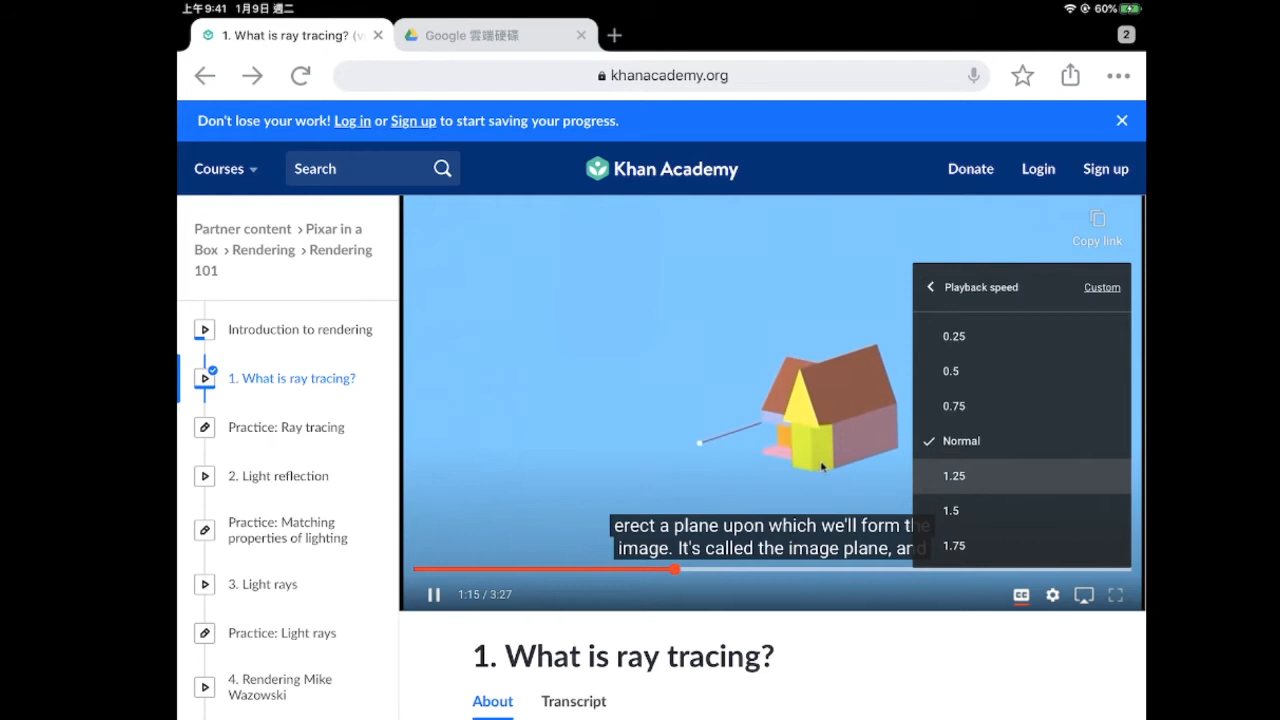 上午9:41 1月9日 週二
60%
1. What is ray tracing? (v
Google 雲端硬碟
2
khanacademy.org
Don't lose your work! Log in or Sign up to start saving your progress.
Courses
Search
Khan Academy
Donate
Login
Sign up
Partner content › Pixar in a
Box › Rendering › Rendering
101
Introduction to rendering
1. What is ray tracing?
Practice: Ray tracing
2. Light reflection
Practice: Matching
properties of lighting
3. Light rays
Practice: Light rays
4. Rendering Mike
Wazowski
Copy link
Playback speed
Custom
0.25
0.5
0.75
Normal
1.25
1.5
1.75
erect a plane upon which we'll form the
image. It's called the image plane, and
1:15 / 3:27
CC
1. What is ray tracing?
About
Transcript